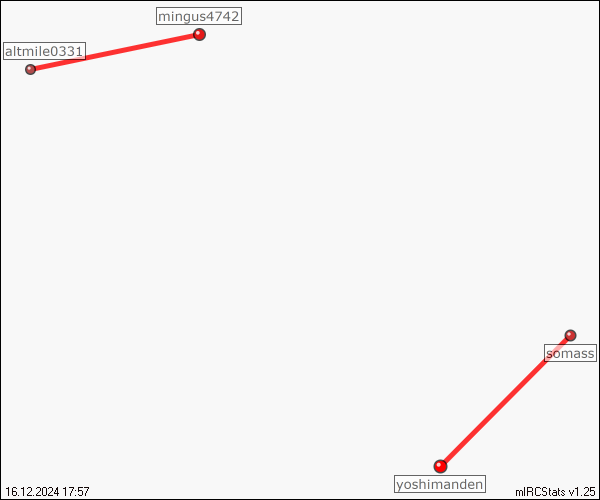 mingus4742
altmile0331
somass
yoshimanden
16.12.2024 17:57
mIRCStats v1.25